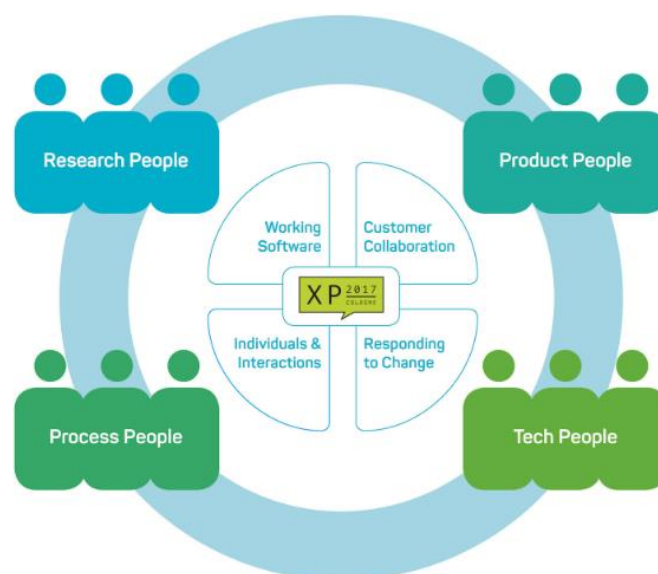 Research People
Product People
Working
Software
Customer
Collaboration
XP 2017
COLOGNE
Individuals &
Interactions
Responding
to Change
Process People
Tech People